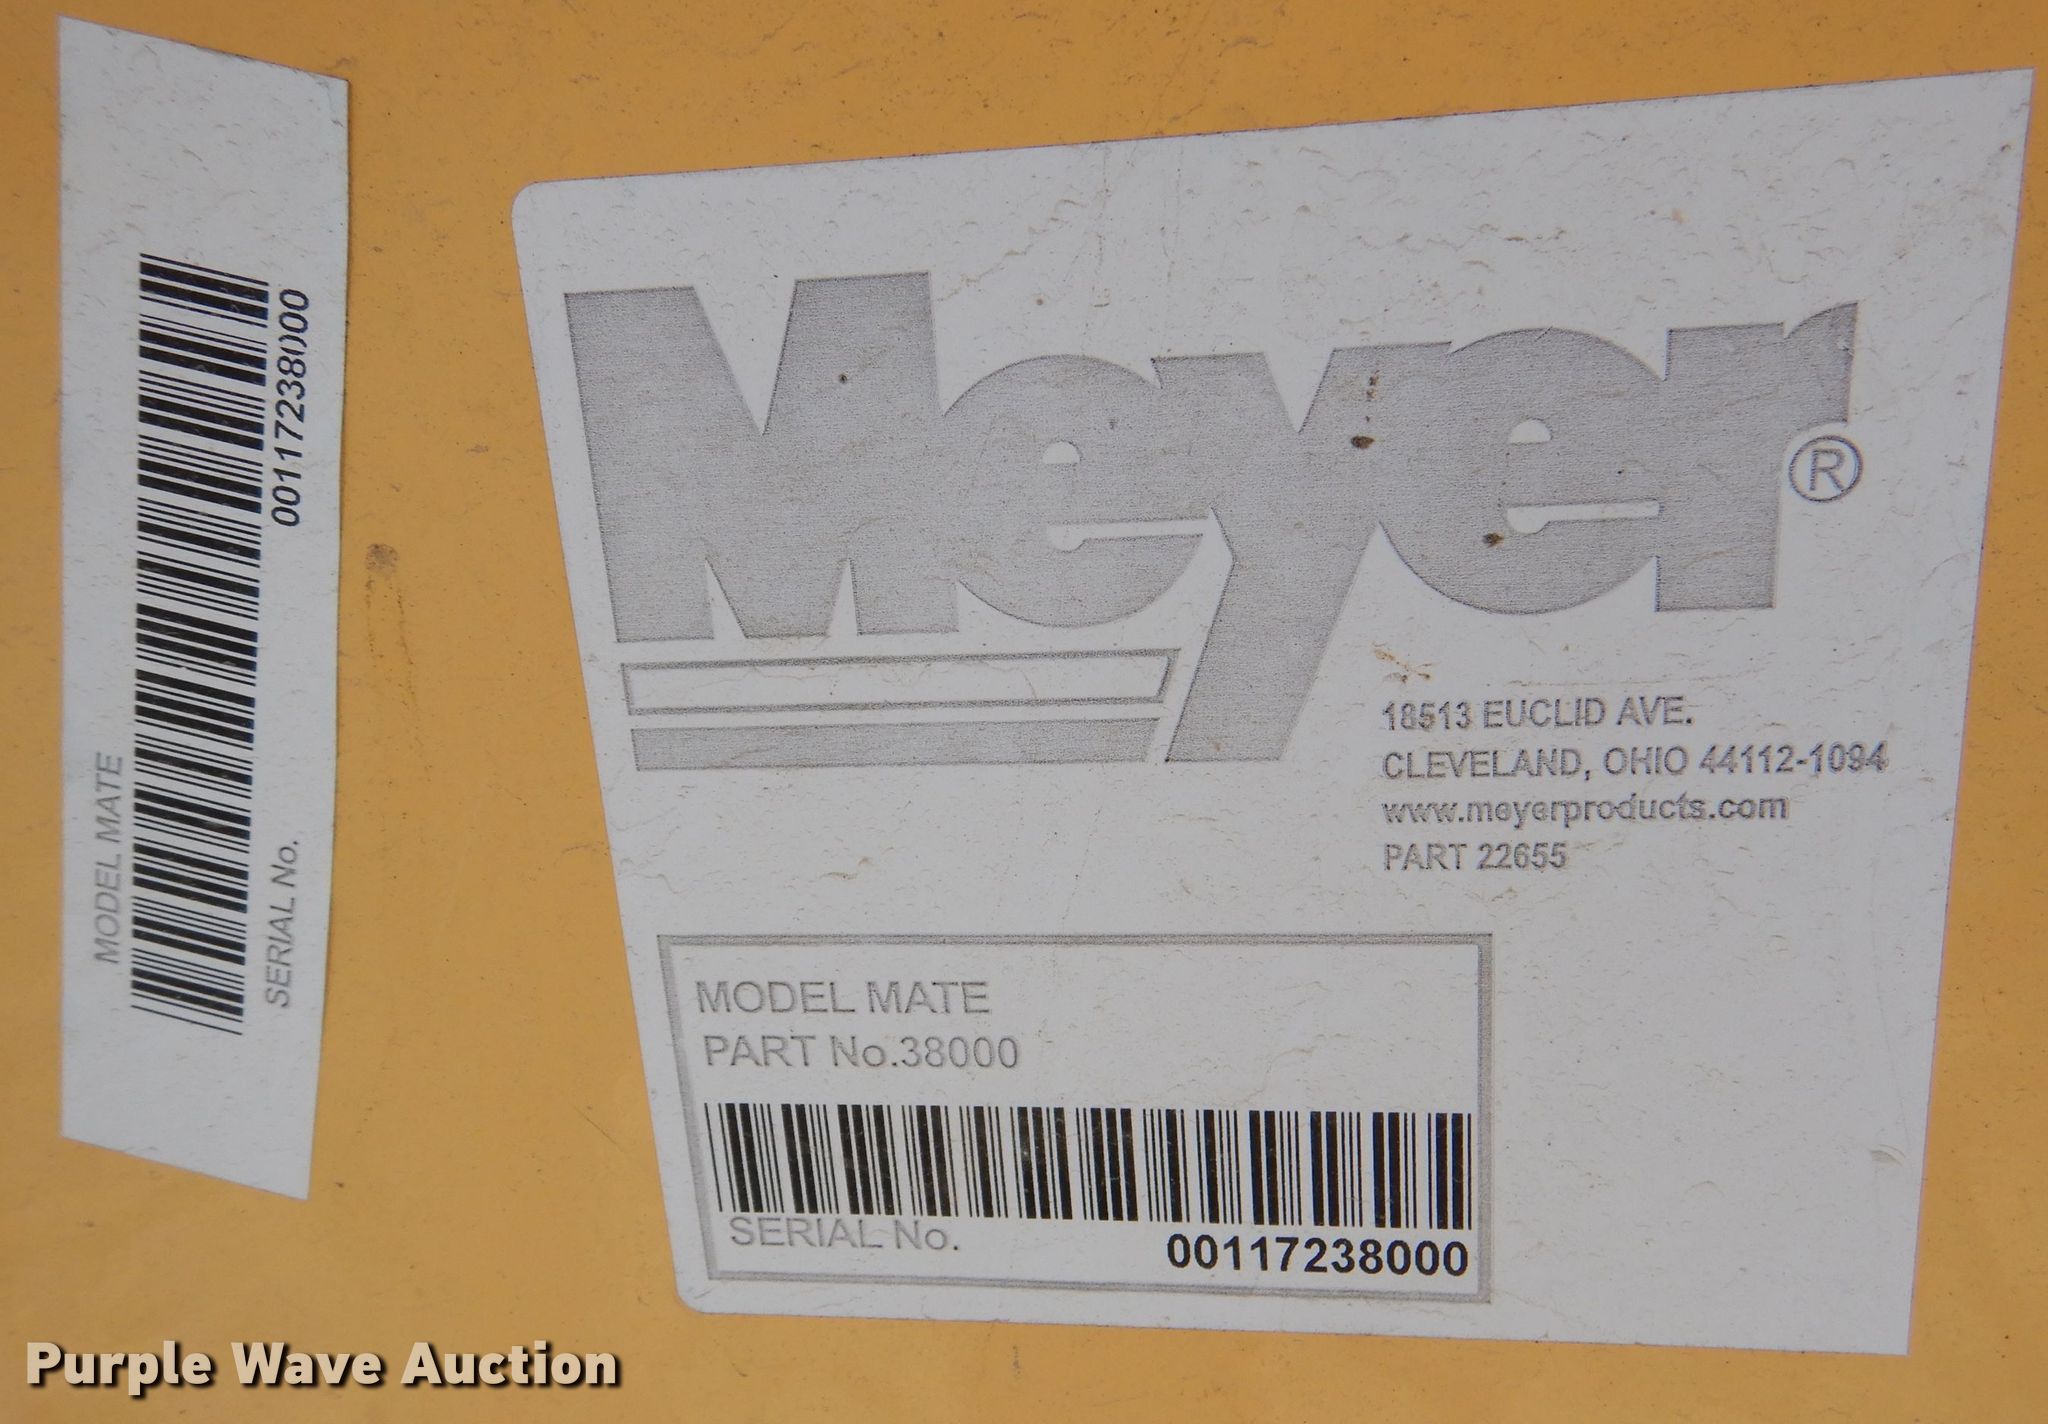 MODEL MATE
00117238000
SERIAL No.
Meyer®
18513 EUCLID AVE.
CLEVELAND, OHIO 44112-1094
www.meyerproducts.com
PART 22655
MODEL MATE
PART No.38000
SERIAL No.
00117238000
Purple Wave Auction